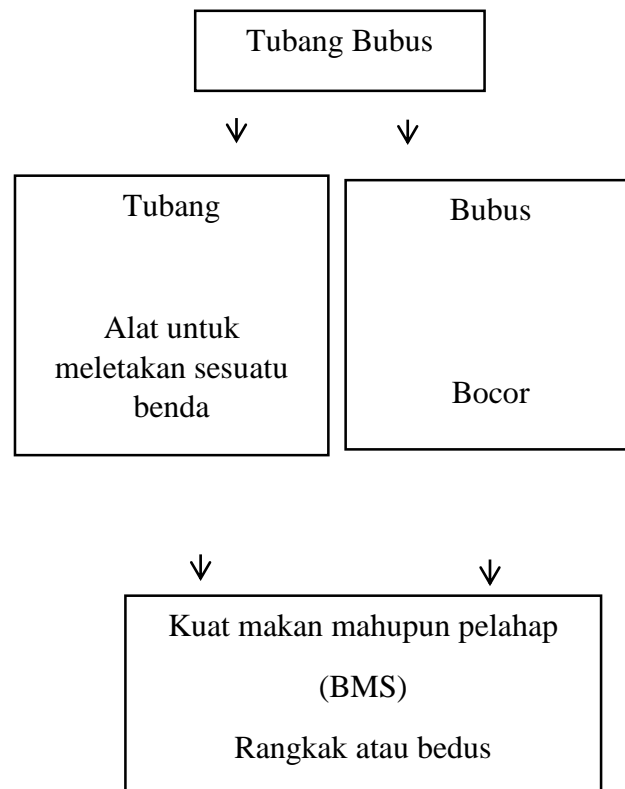 Tubang Bubus
Tubang
Alat untuk
meletakan sesuatu
benda
Bubus
Bocor
Kuat makan mahupun pelahap
(BMS)
Rangkak atau bedus